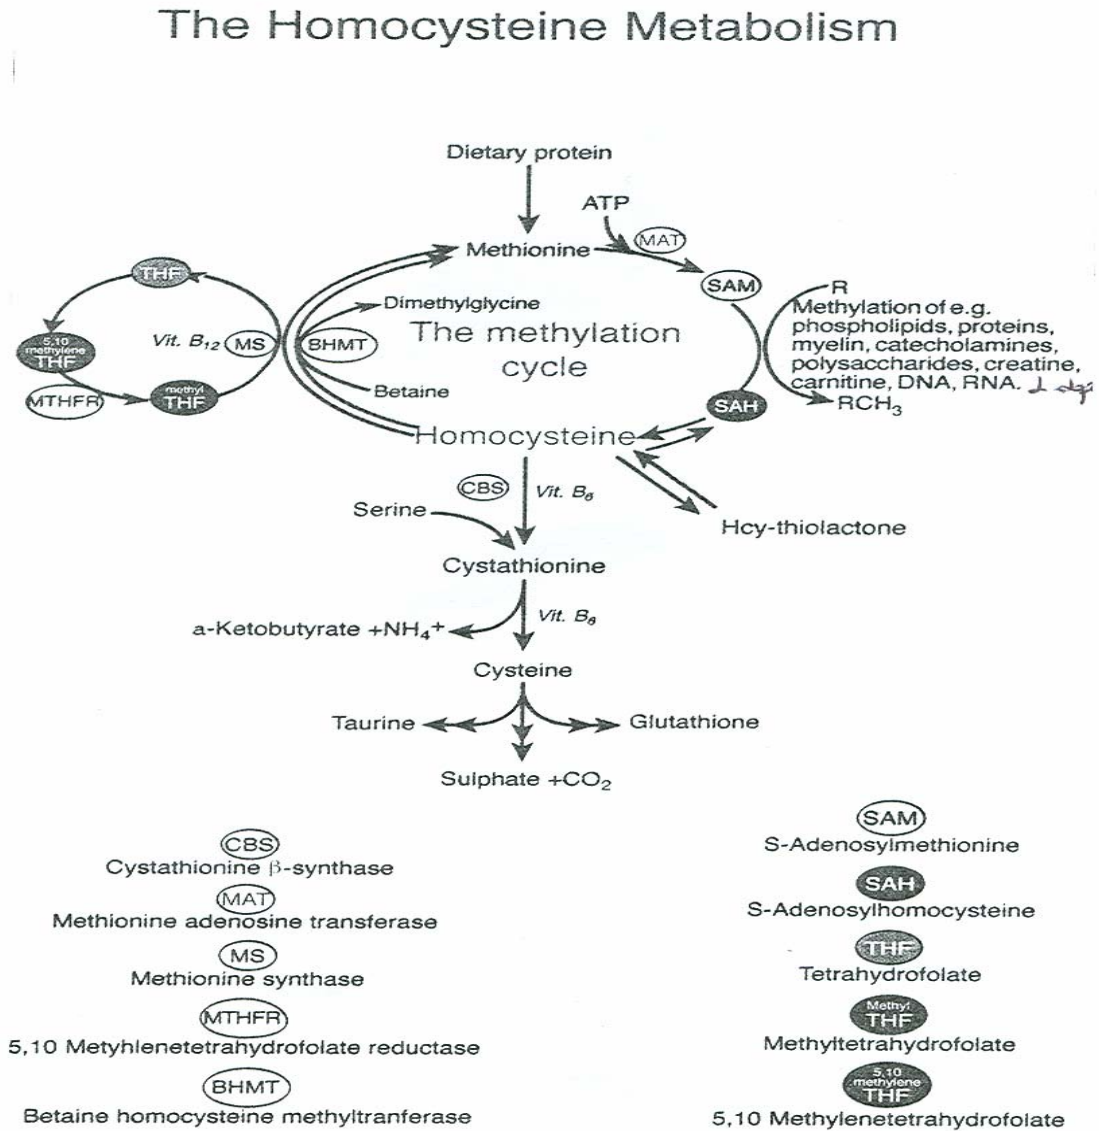 The Homocysteine Metabolism
Dietary protein
ATP
Methionine
MAT
SAM
THF
R
Dimethylglycine
Methylation of e.g.
phospholipids, proteins,
myelin, catecholamines,
polysaccharides, creatine,
carnitine, DNA, RNA.
The methylation
cycle
Vit. B12
MS
BHMT
5,10
methylene
THF
Betaine
MTHFR
methyl
THF
SAH
RCH3
Homocysteine
CBS
Vit. B6
Serine
Hcy-thiolactone
Cystathionine
Vit. B6
a-Ketobutyrate +NH4+
Cysteine
Taurine
Glutathione
Sulphate +CO2
CBS
Cystathionine β-synthase
MAT
Methionine adenosine transferase
MS
Methionine synthase
MTHFR
5,10 Metyhlenetetrahydrofolate reductase
BHMT
Betaine homocysteine methyltranferase
SAM
S-Adenosylmethionine
SAH
S-Adenosylhomocysteine
THF
Tetrahydrofolate
Methyl
THF
Methyltetrahydrofolate
5,10
methylene
THF
5,10 Methylenetetrahydrofolate